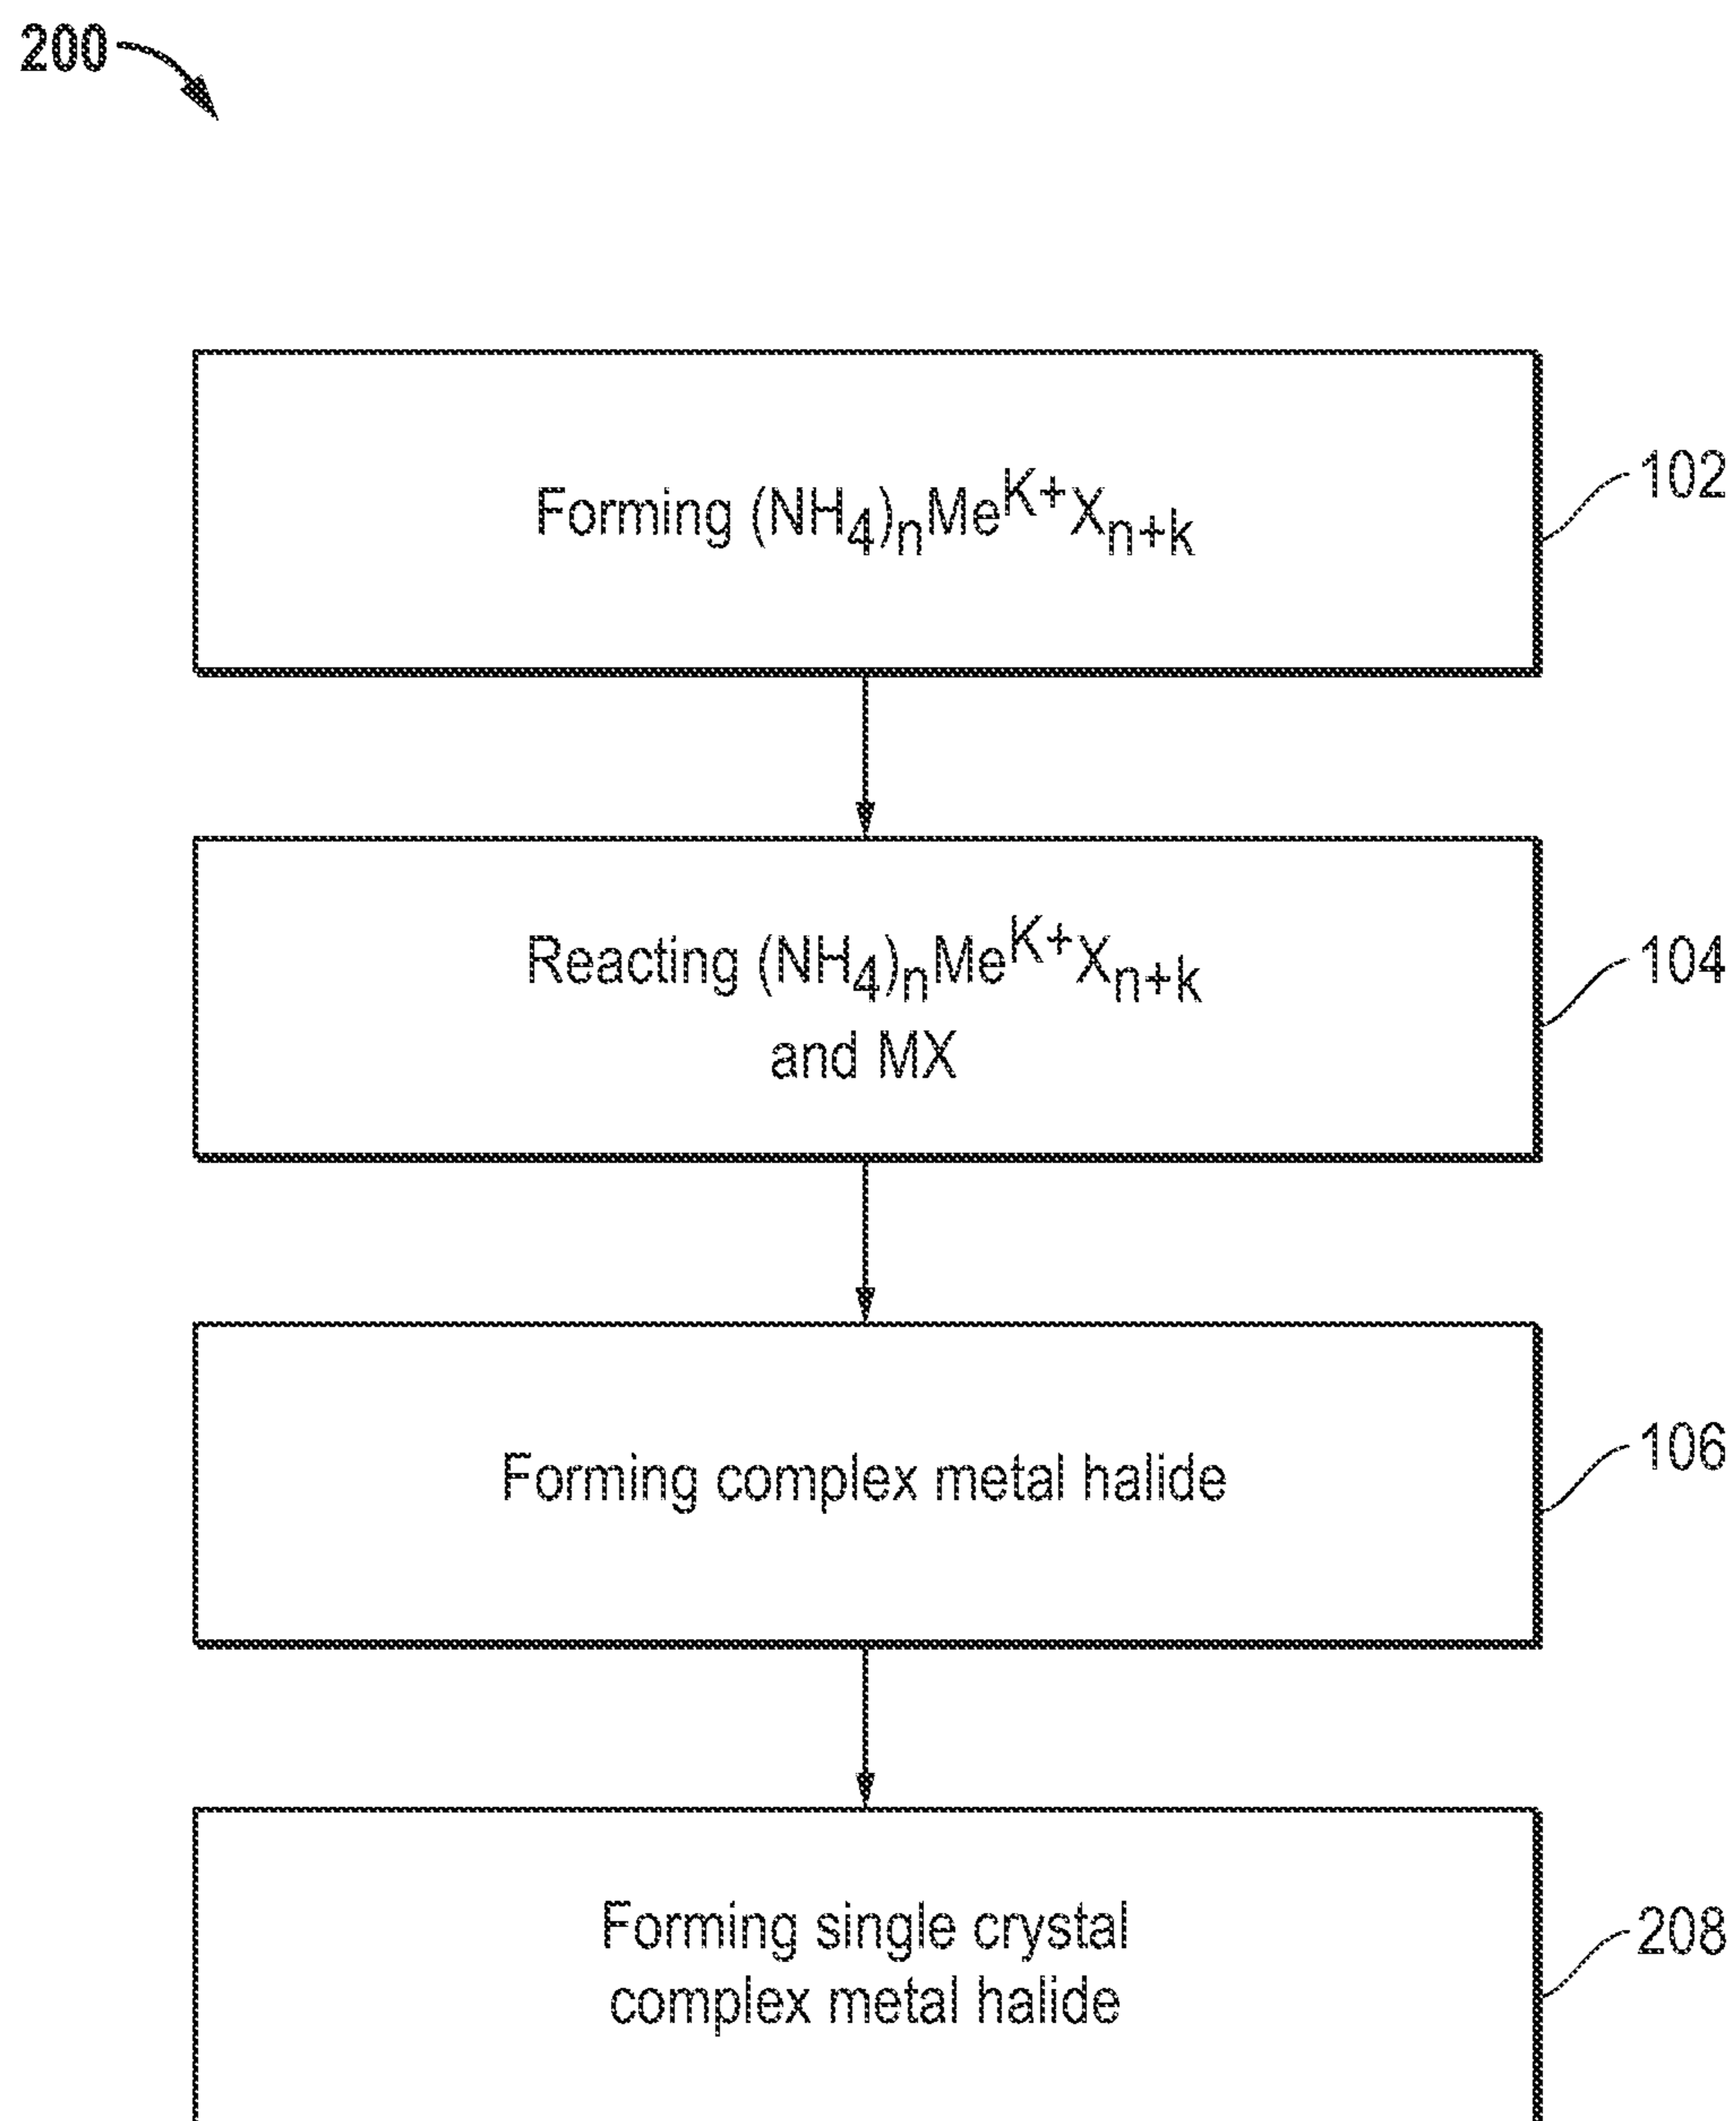 200
Forming (NH₄)ₙMeᴷ⁺Xₙ₊ₖ
102
Reacting (NH₄)ₙMeᴷ⁺Xₙ₊ₖ
and MX
104
Forming complex metal halide
106
Forming single crystal
complex metal halide
208